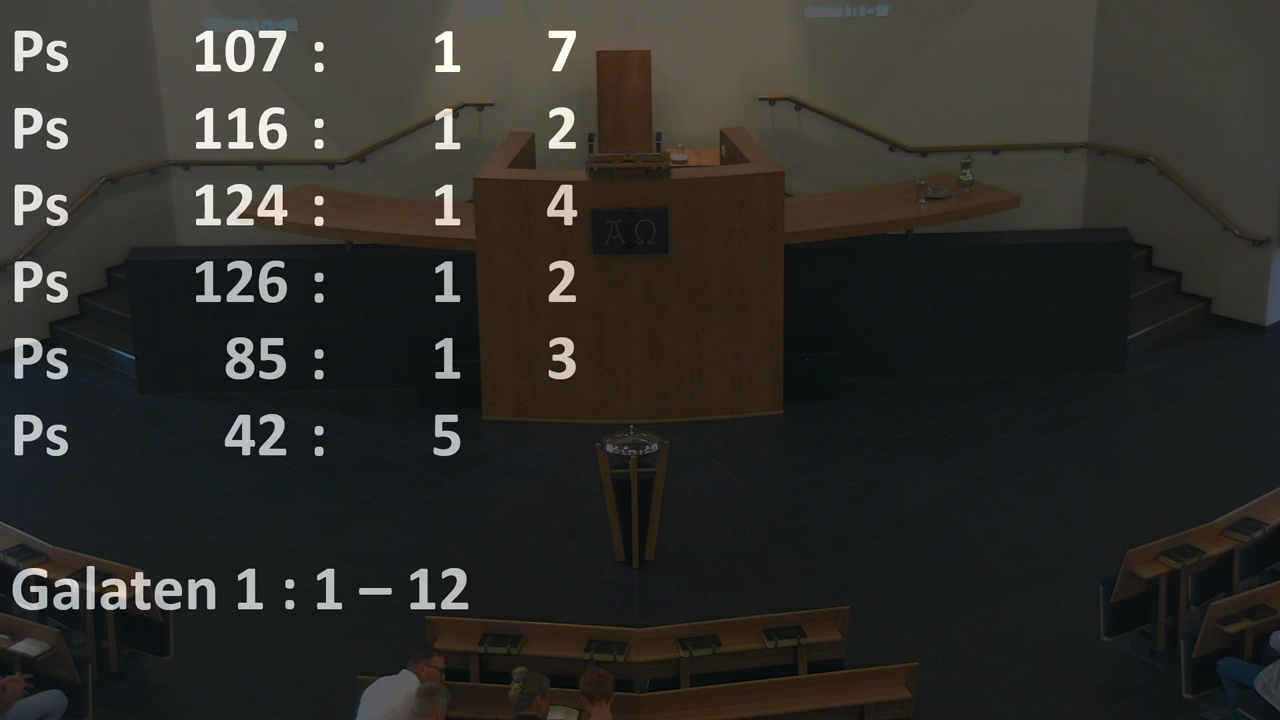 Ps 107 : 1 7
Ps 116 : 1 2
Ps 124 : 1 4
Ps 126 : 1 2
Ps 85 : 1 3
Ps 42 : 5
Α Ω
Galaten 1 : 1 – 12